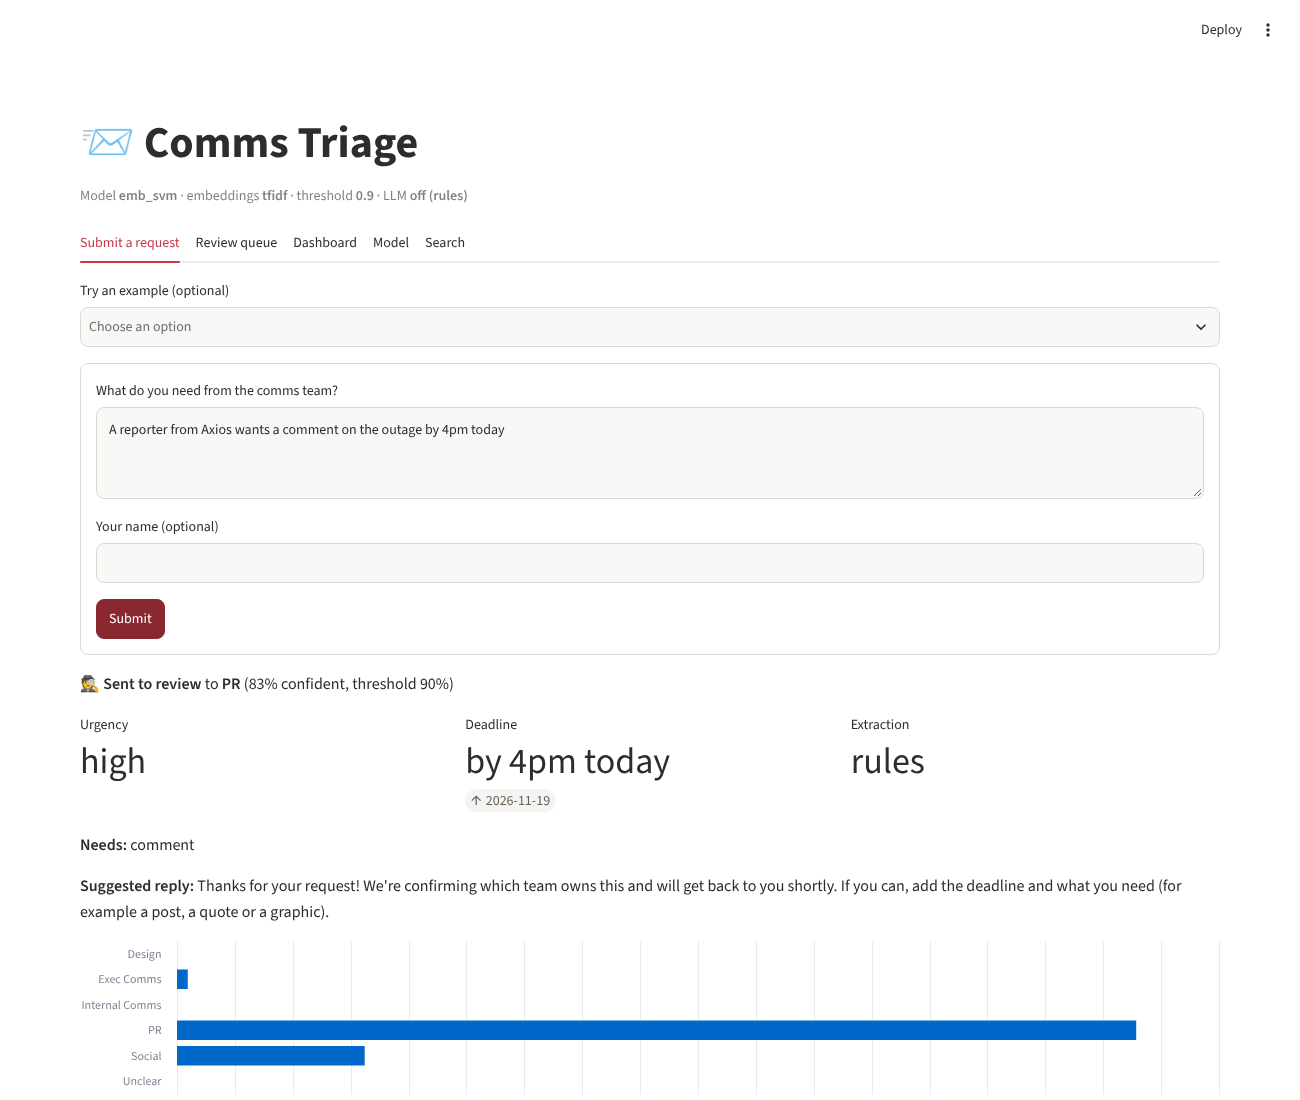 Deploy
Comms Triage
Model emb_svm · embeddings tfidf · threshold 0.9 · LLM off (rules)
Submit a request Review queue Dashboard Model Search
Try an example (optional)
Choose an option
What do you need from the comms team?
A reporter from Axios wants a comment on the outage by 4pm today
Your name (optional)
Submit
Sent to review to PR (83% confident, threshold 90%)
Urgency Deadline Extraction
high by 4pm today rules
↑ 2026-11-19
Needs: comment
Suggested reply: Thanks for your request! We're confirming which team owns this and will get back to you shortly. If you can, add the deadline and what you need (for
example a post, a quote or a graphic).
Design
Exec Comms
Internal Comms
PR
Social
Unclear